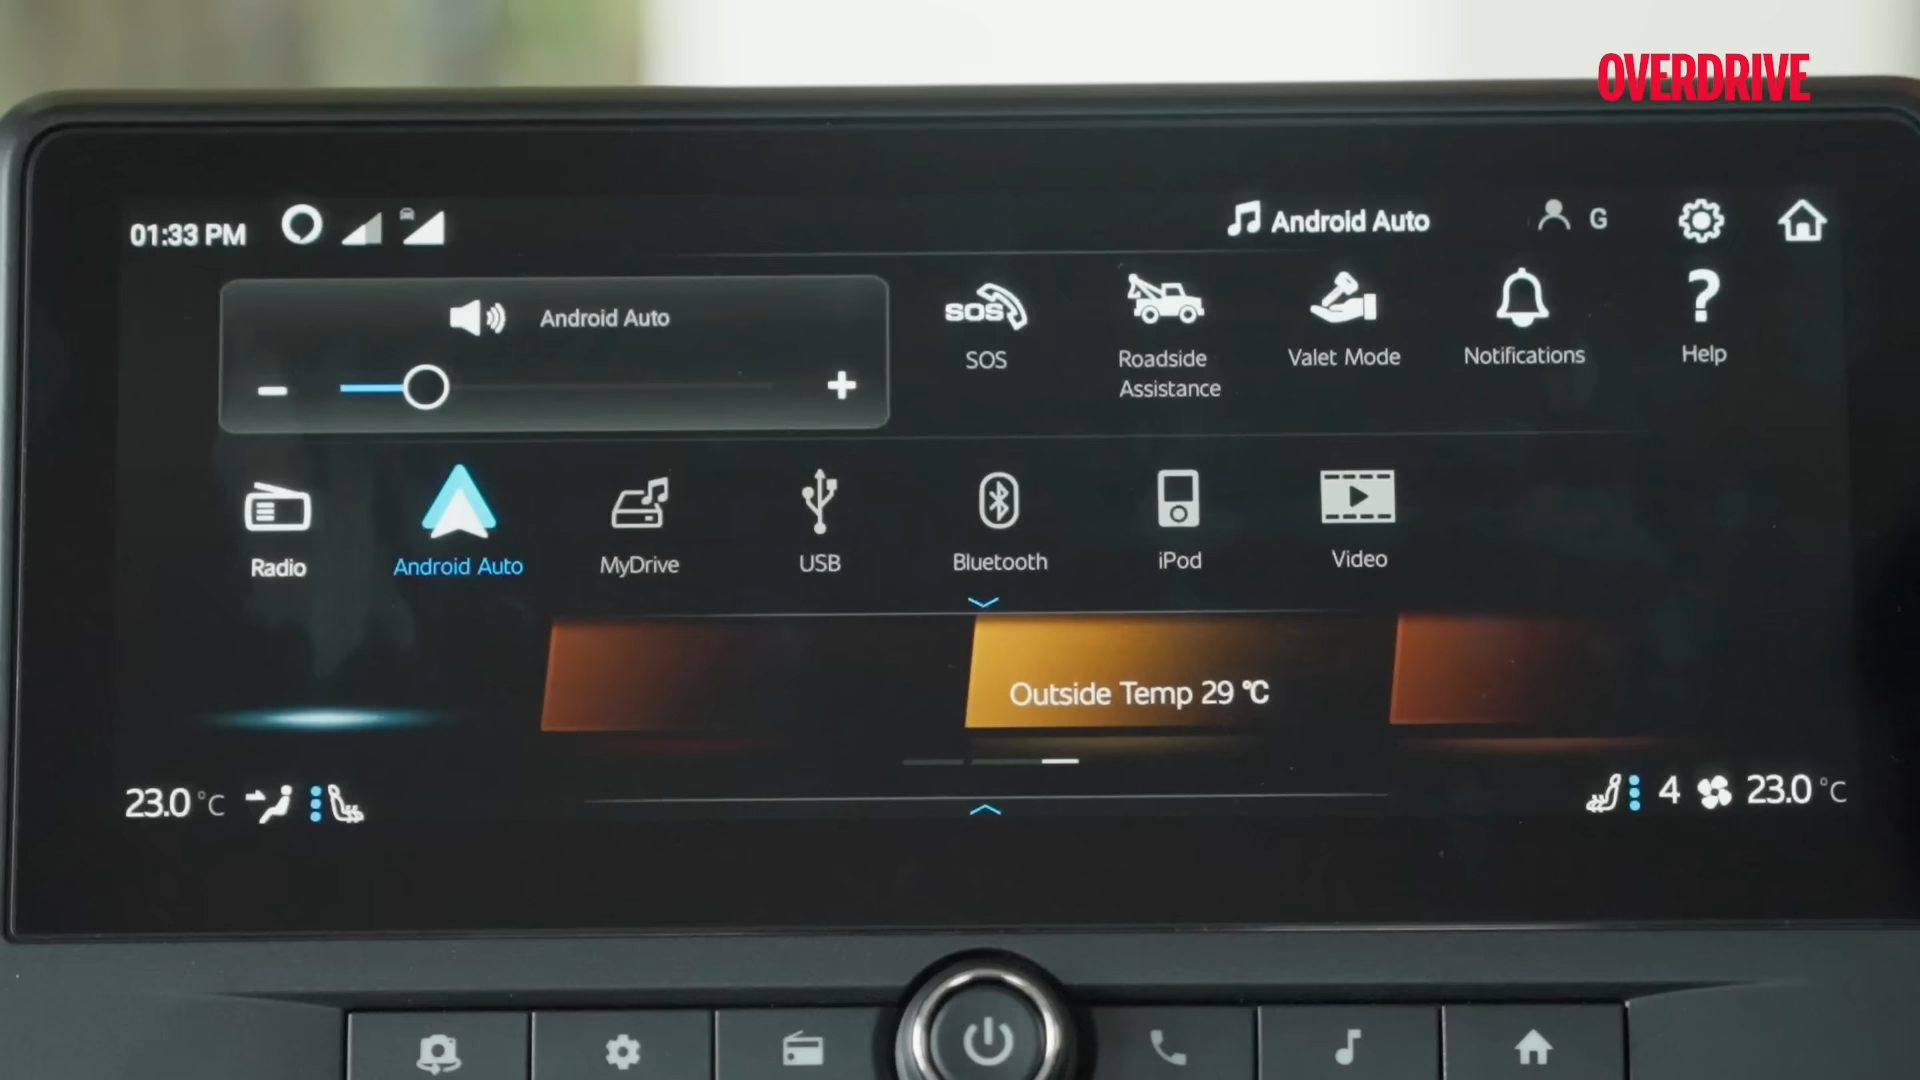 OVERDRIVE
01:33 PM
Android Auto
G
Android Auto
SOS
SOS
Roadside
Assistance
Valet Mode
Notifications
?
Help
Radio
Android Auto
MyDrive
USB
Bluetooth
iPod
Video
Outside Temp 29 °C
23.0 °C
4
23.0 °C